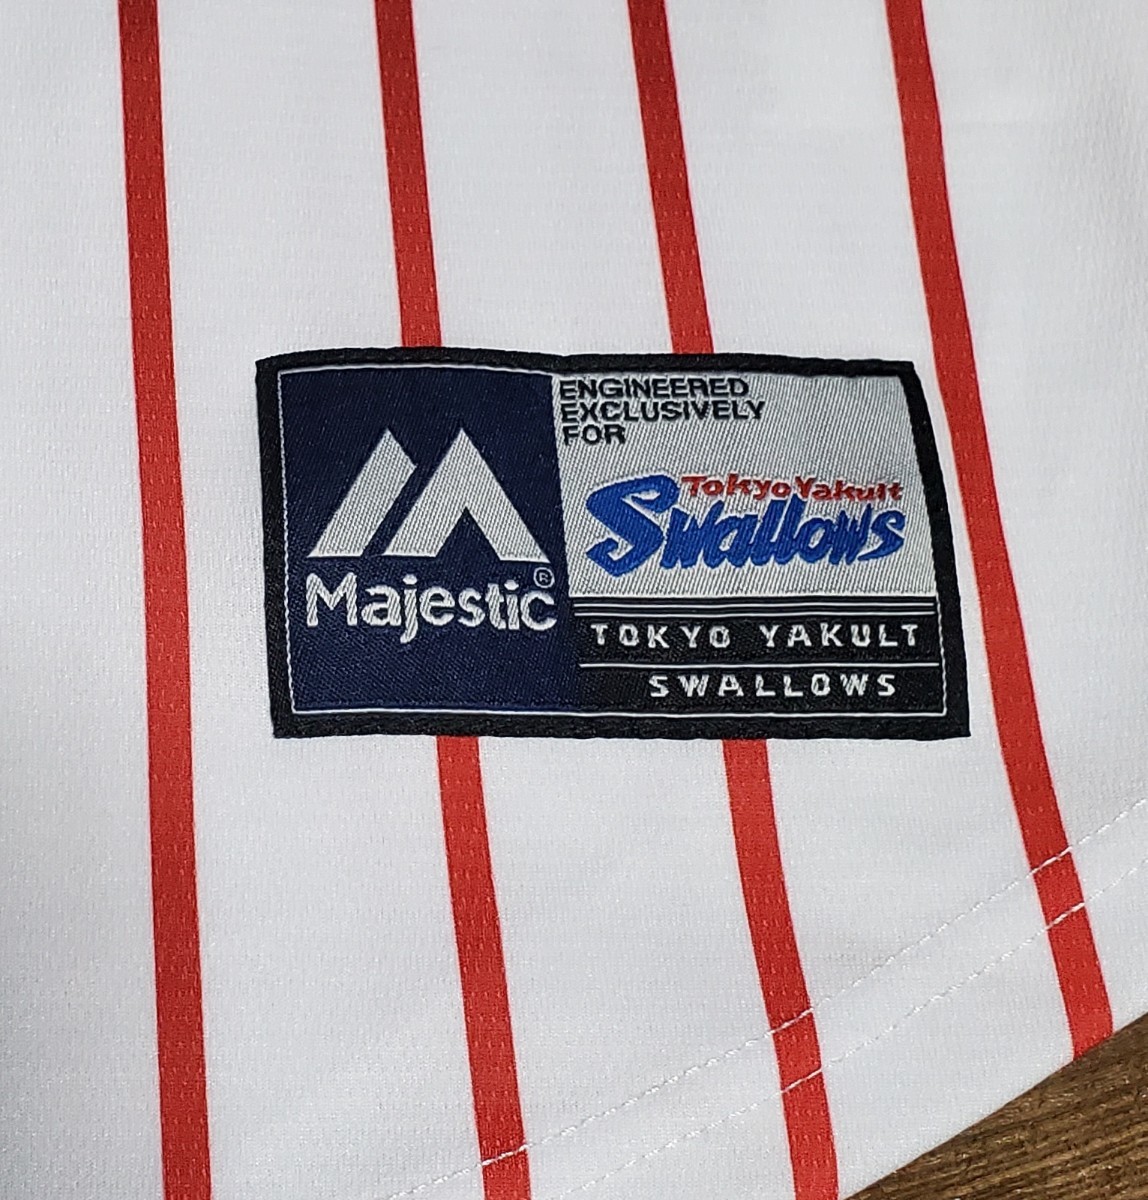 Majestic®
ENGINEERED
EXCLUSIVELY
FOR
Tokyo Yakult
Swallows
TOKYO YAKULT
SWALLOWS